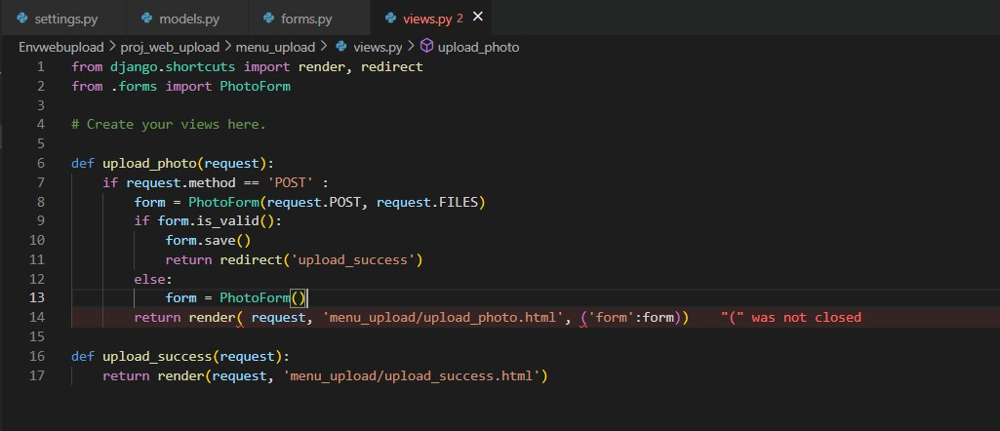 settings.py models.py forms.py views.py 2 ×
Envwebupload > proj_web_upload > menu_upload > views.py > upload_photo
1 from django.shortcuts import render, redirect
2 from .forms import PhotoForm
3
4 # Create your views here.
5
6 def upload_photo(request):
7     if request.method == 'POST' :
8         form = PhotoForm(request.POST, request.FILES)
9         if form.is_valid():
10             form.save()
11             return redirect('upload_success')
12         else:
13             form = PhotoForm()
14         return render( request, 'menu_upload/upload_photo.html', ('form':form))    "(" was not closed
15
16 def upload_success(request):
17     return render(request, 'menu_upload/upload_success.html')